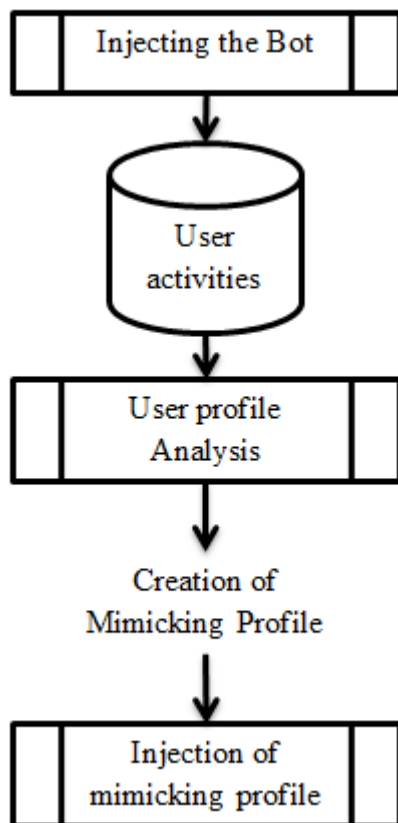 Injecting the Bot
User
activities
User profile
Analysis
Creation of
Mimicking Profile
Injection of
mimicking profile